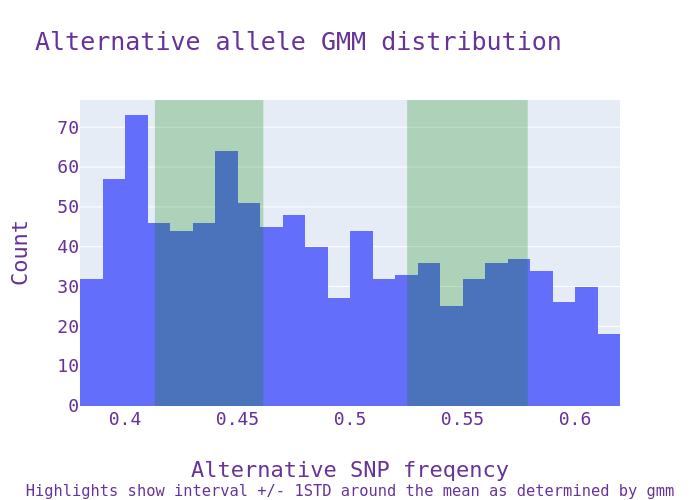 Alternative allele GMM distribution
70
60
50
40
30
20
10
0
Count
0.4 0.45 0.5 0.55 0.6
Alternative SNP freqency
Highlights show interval +/- 1STD around the mean as determined by gmm